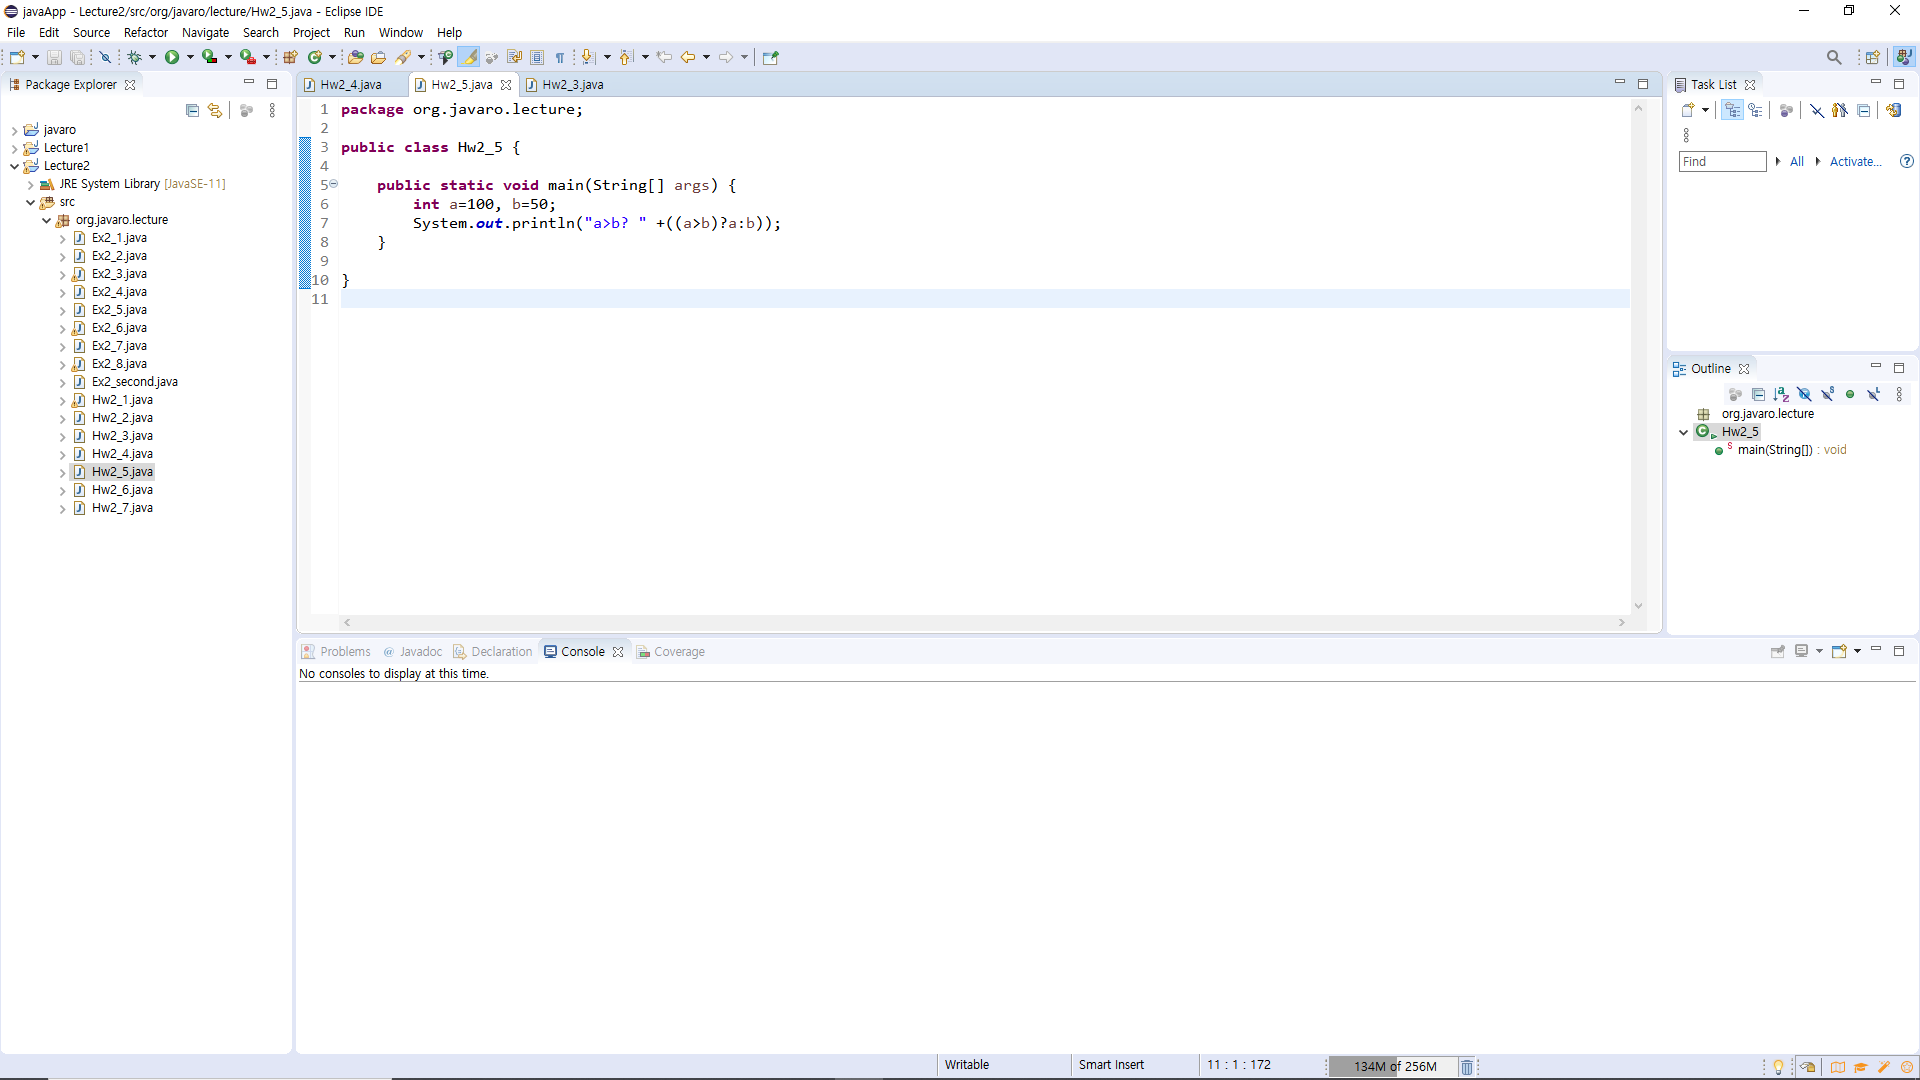 javaApp - Lecture2/src/org/javaro/lecture/Hw2_5.java - Eclipse IDE
File Edit Source Refactor Navigate Search Project Run Window Help
Package Explorer
javaro
Lecture1
Lecture2
JRE System Library [JavaSE-11]
src
org.javaro.lecture
Ex2_1.java
Ex2_2.java
Ex2_3.java
Ex2_4.java
Ex2_5.java
Ex2_6.java
Ex2_7.java
Ex2_8.java
Ex2_second.java
Hw2_1.java
Hw2_2.java
Hw2_3.java
Hw2_4.java
Hw2_5.java
Hw2_6.java
Hw2_7.java
Hw2_4.java Hw2_5.java Hw2_3.java
1 package org.javaro.lecture;
2
3 public class Hw2_5 {
4
5 public static void main(String[] args) {
6 int a=100, b=50;
7 System.out.println("a>b? " +((a>b)?a:b));
8 }
9
10 }
11
Task List
Find All Activate...
Outline
org.javaro.lecture
Hw2_5
main(String[]) : void
Problems Javadoc Declaration Console Coverage
No consoles to display at this time.
Writable Smart Insert 11 : 1 : 172 134M of 256M